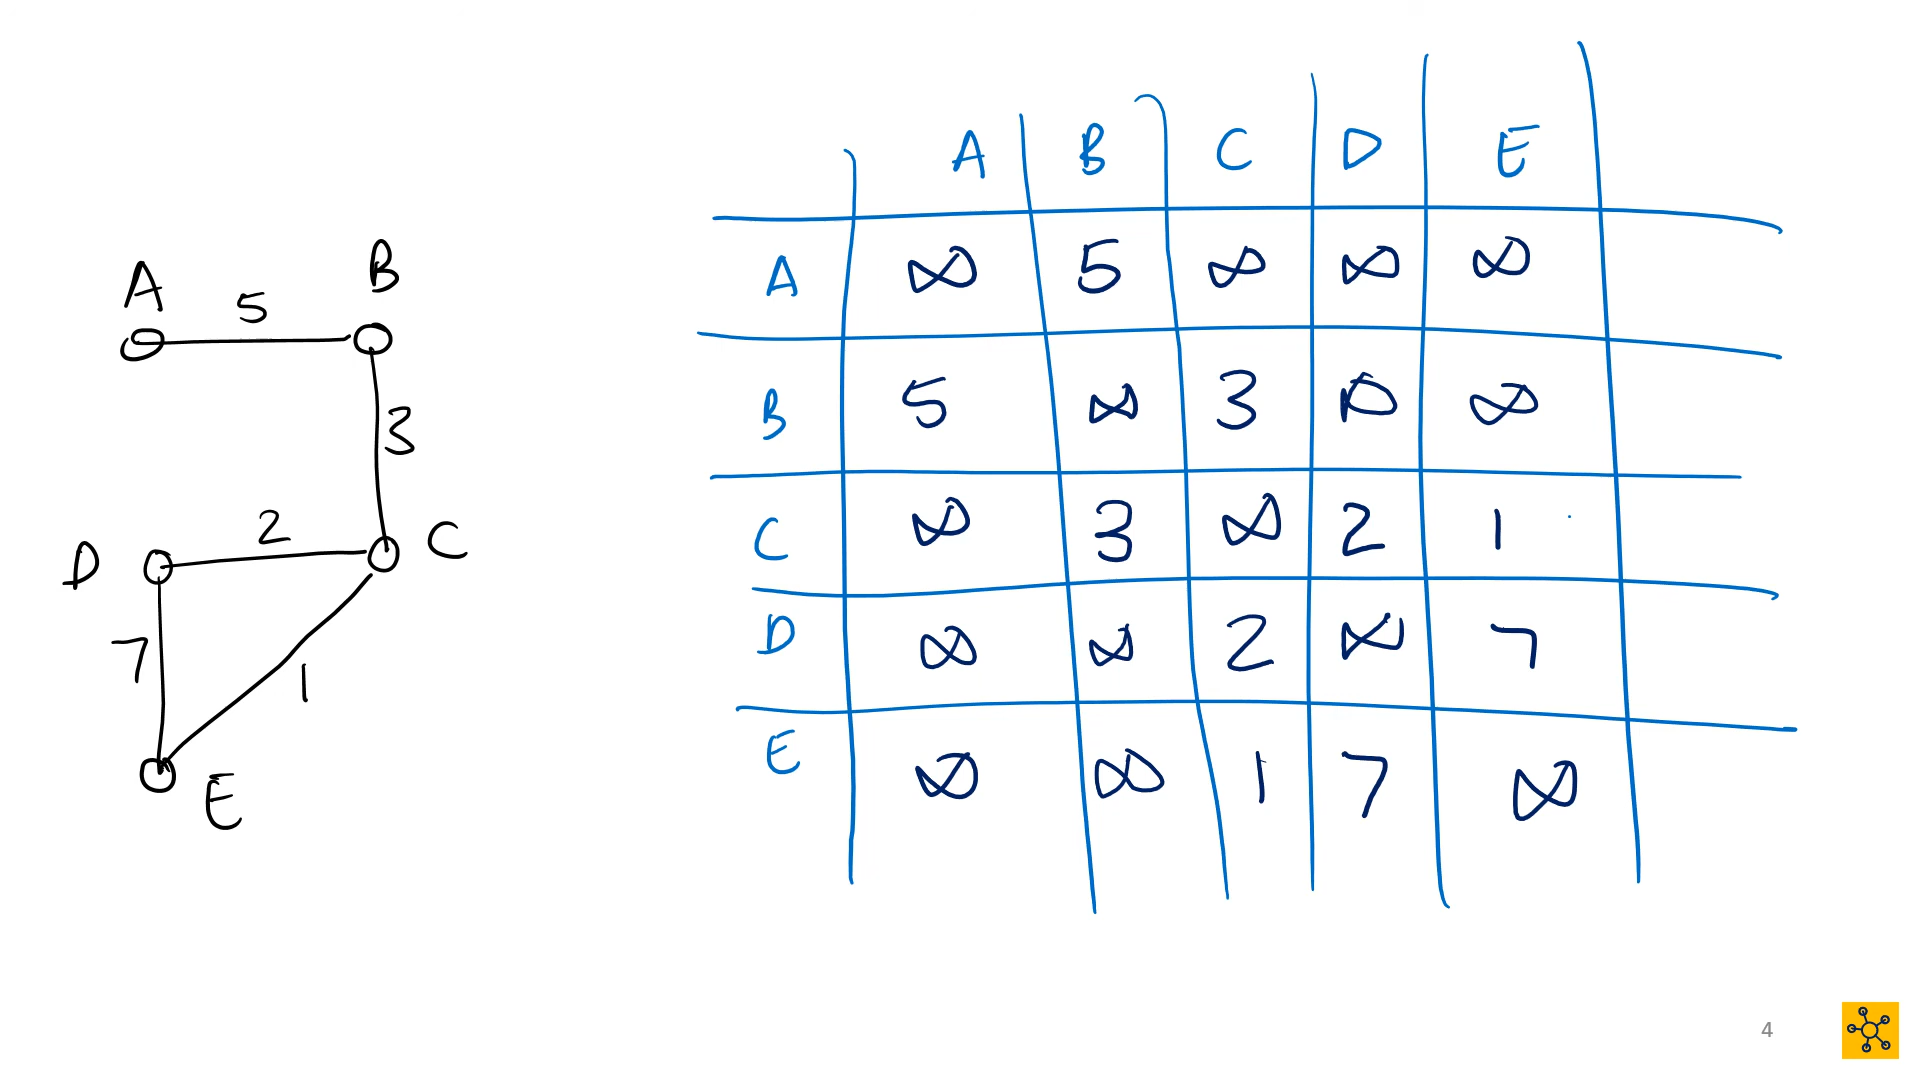 A B C D E
A ∞ 5 ∞ ∞ ∞
B 5 ∞ 3 ∞ ∞
C ∞ 3 ∞ 2 1
D ∞ ∞ 2 ∞ 7
E ∞ ∞ 1 7 ∞
A 5 B
3
D 2 C
7
1
E
4